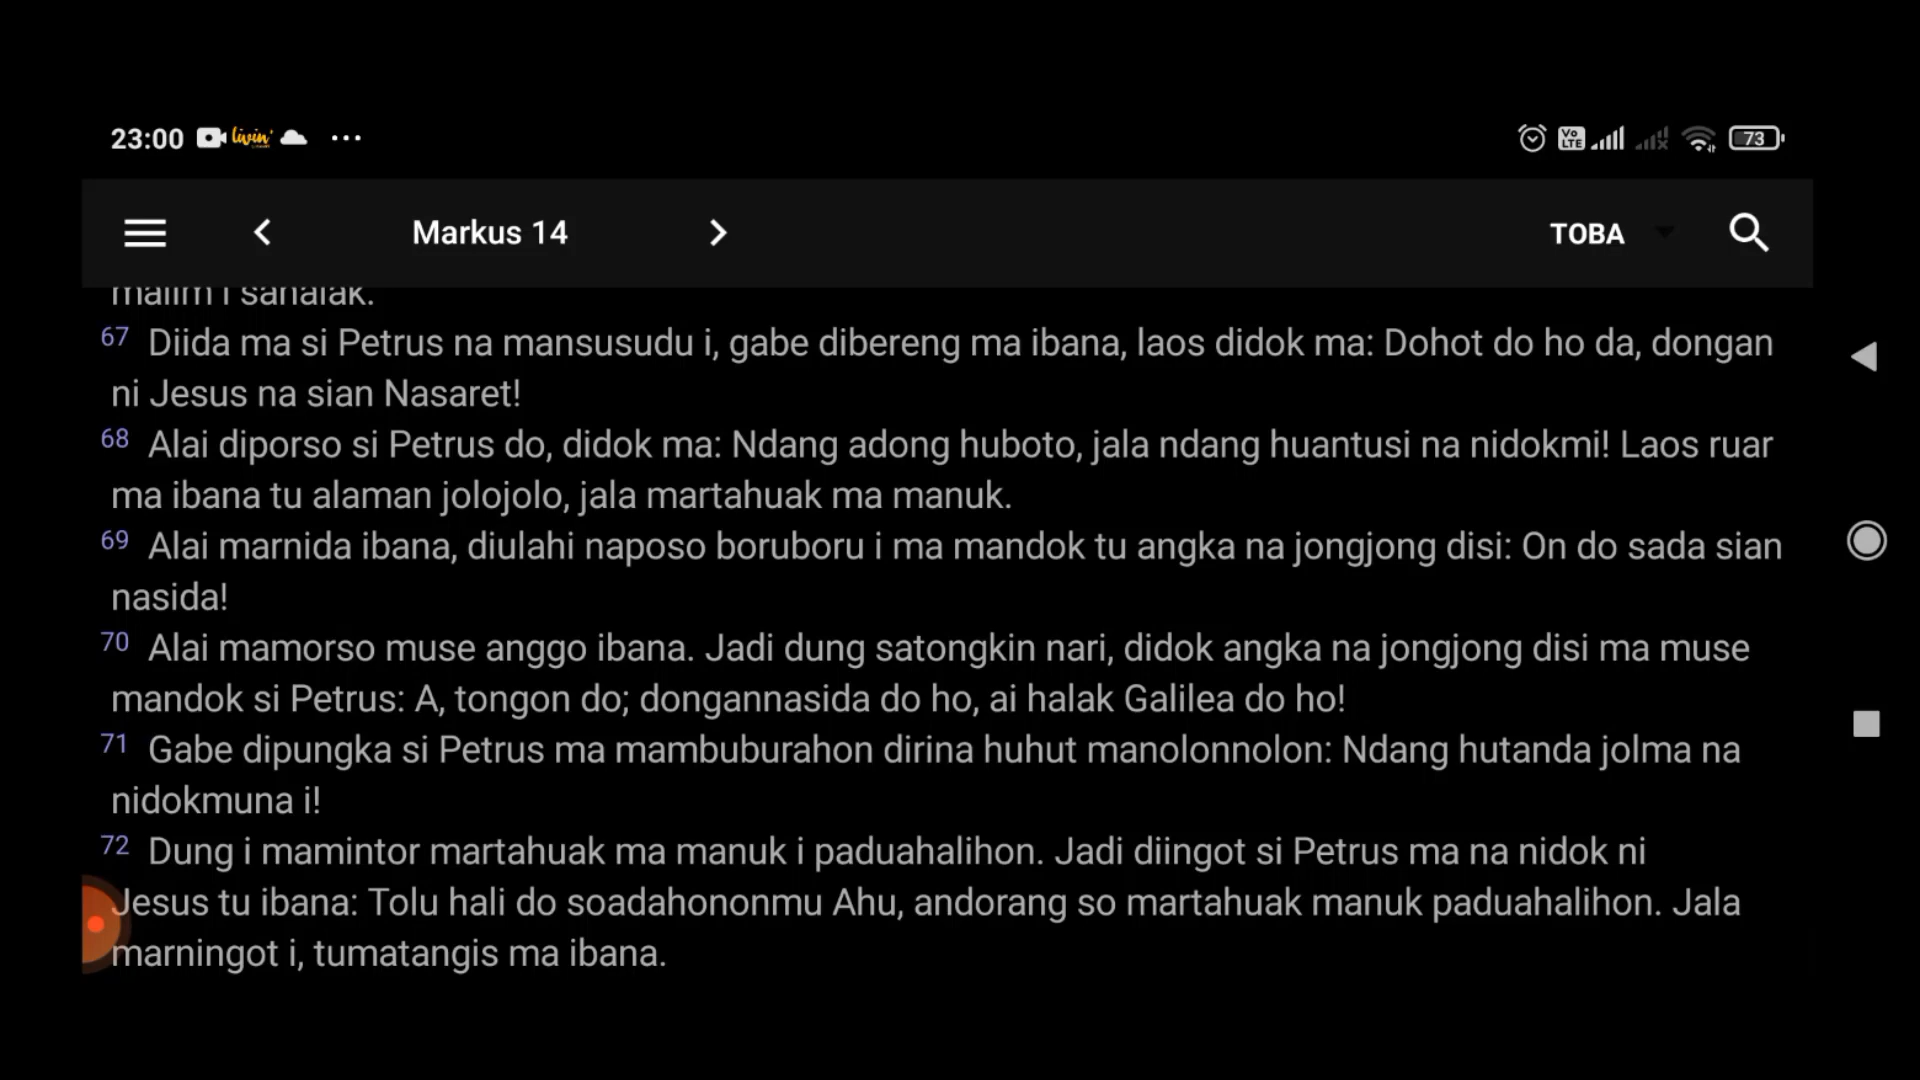 23:00 livin' ...
Vo LTE 73
Markus 14 TOBA
malim i sahalak.
67 Diida ma si Petrus na mansusudu i, gabe dibereng ma ibana, laos didok ma: Dohot do ho da, dongan
ni Jesus na sian Nasaret!
68 Alai diporso si Petrus do, didok ma: Ndang adong huboto, jala ndang huantusi na nidokmi! Laos ruar
ma ibana tu alaman jolojolo, jala martahuak ma manuk.
69 Alai marnida ibana, diulahi naposo boruboru i ma mandok tu angka na jongjong disi: On do sada sian
nasida!
70 Alai mamorso muse anggo ibana. Jadi dung satongkin nari, didok angka na jongjong disi ma muse
mandok si Petrus: A, tongon do; dongannasida do ho, ai halak Galilea do ho!
71 Gabe dipungka si Petrus ma mambuburahon dirina huhut manolonnolon: Ndang hutanda jolma na
nidokmuna i!
72 Dung i mamintor martahuak ma manuk i paduahalihon. Jadi diingot si Petrus ma na nidok ni
Jesus tu ibana: Tolu hali do soadahononmu Ahu, andorang so martahuak manuk paduahalihon. Jala
marningot i, tumatangis ma ibana.